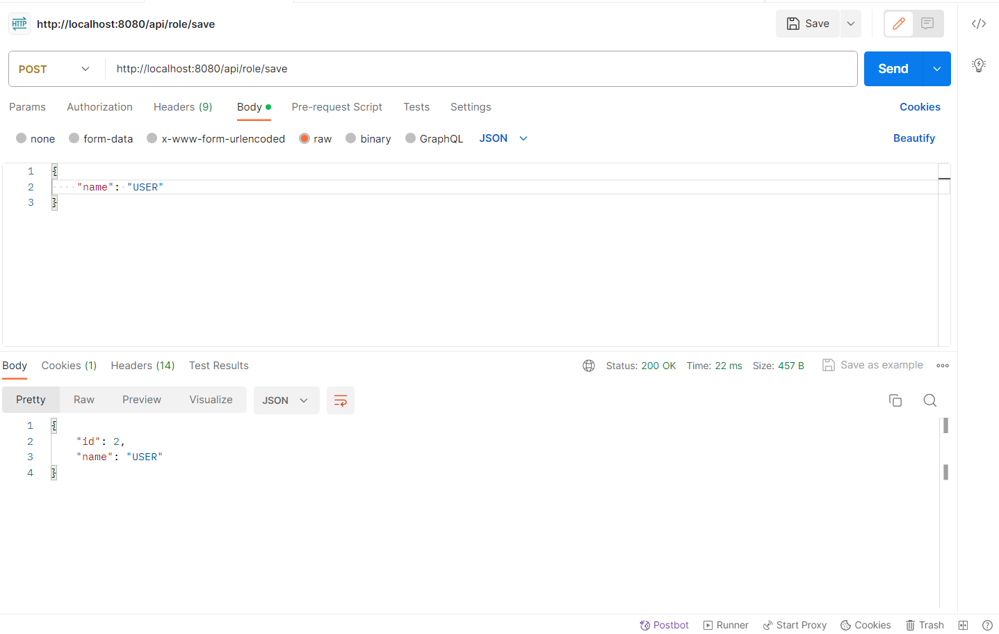 HTTP http://localhost:8080/api/role/save Save
POST http://localhost:8080/api/role/save Send
Params Authorization Headers (9) Body Pre-request Script Tests Settings Cookies
none form-data x-www-form-urlencoded raw binary GraphQL JSON Beautify
1 {
2 "name": "USER"
3 }
Body Cookies (1) Headers (14) Test Results Status: 200 OK Time: 22 ms Size: 457 B Save as example
Pretty Raw Preview Visualize JSON
1 {
2 "id": 2,
3 "name": "USER"
4 }
Postbot Runner Start Proxy Cookies Trash